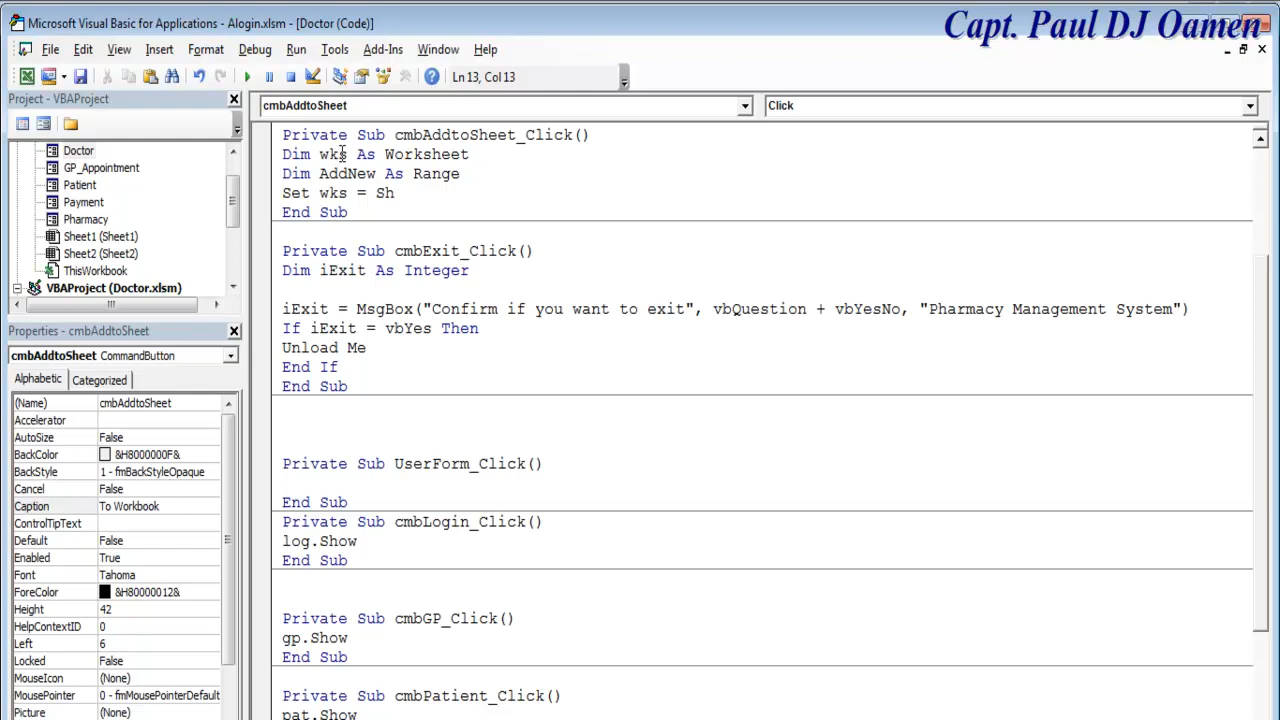 Microsoft Visual Basic for Applications - Alogin.xlsm - [Doctor (Code)]
Capt. Paul DJ Oamen
File Edit View Insert Format Debug Run Tools Add-Ins Window Help
Ln 13, Col 13
Project - VBAProject
cmbAddtoSheet
Click
Doctor
GP_Appointment
Patient
Payment
Pharmacy
Sheet1 (Sheet1)
Sheet2 (Sheet2)
ThisWorkbook
VBAProject (Doctor.xlsm)
Properties - cmbAddtoSheet
cmbAddtoSheet CommandButton
Alphabetic Categorized
(Name) cmbAddtoSheet
Accelerator
AutoSize False
BackColor &H8000000F&
BackStyle 1 - fmBackStyleOpaque
Cancel False
Caption To Workbook
ControlTipText
Default False
Enabled True
Font Tahoma
ForeColor &H80000012&
Height 42
HelpContextID 0
Left 6
Locked False
MouseIcon (None)
MousePointer 0 - fmMousePointerDefault
Picture (None)
Private Sub cmbAddtoSheet_Click()
Dim wks As Worksheet
Dim AddNew As Range
Set wks = Sh
End Sub
Private Sub cmbExit_Click()
Dim iExit As Integer
iExit = MsgBox("Confirm if you want to exit", vbQuestion + vbYesNo, "Pharmacy Management System")
If iExit = vbYes Then
Unload Me
End If
End Sub
Private Sub UserForm_Click()
End Sub
Private Sub cmbLogin_Click()
log.Show
End Sub
Private Sub cmbGP_Click()
gp.Show
End Sub
Private Sub cmbPatient_Click()
pat.Show